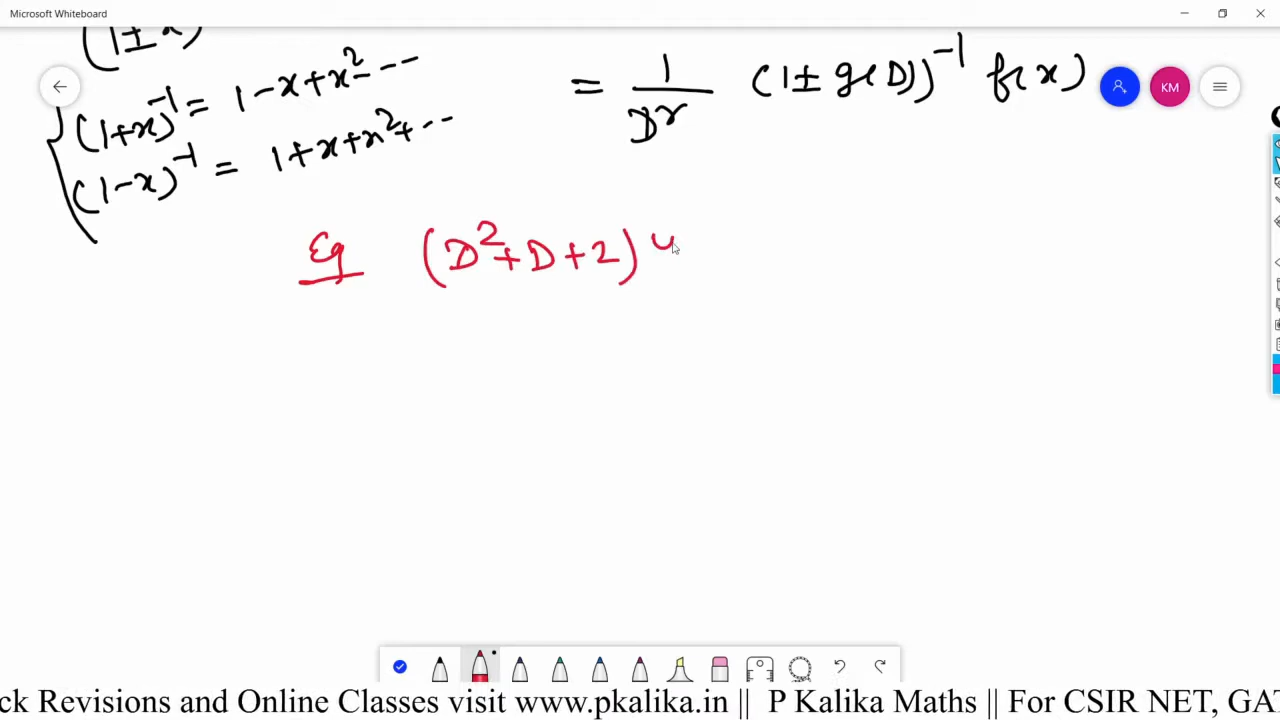 Microsoft Whiteboard
(1±x)
(1+x)^{-1} = 1-x+x^2- ---
(1-x)^{-1} = 1+x+x^2+ ---
= 1/D^r (1± g(D))^{-1} f(x)
KM
Eg (D^2+D+2) y
ck Revisions and Online Classes visit www.pkalika.in || P Kalika Maths || For CSIR NET, GA